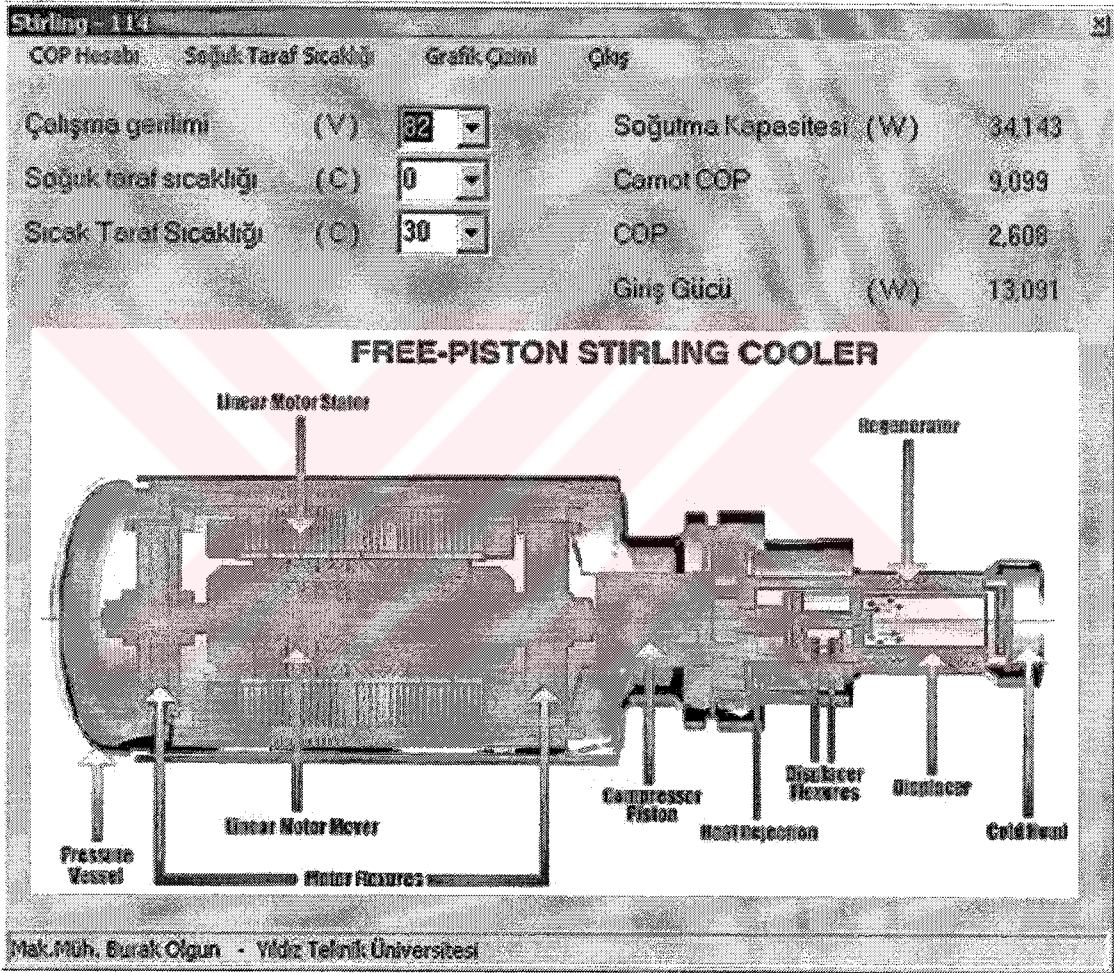 Stirling - 114
COP Hesabı Soğuk Taraf Sıcaklığı Grafik Çizimi Çıkış
Çalışma gerilimi (V) 82 Soğutma Kapasitesi (W) 34,143
Soğuk taraf sıcaklığı (C) 0 Carnot COP 9,099
Sıcak Taraf Sıcaklığı (C) 30 COP 2,608
Giriş Gücü (W) 13,091
FREE-PISTON STIRLING COOLER
Linear Motor Stator
Regenerator
Displacer
Flexures
Displacer
Compressor
Piston
Heat Rejection
Cold Head
Linear Motor Mover
Pressure
Vessel
Motor Flexures
Mak.Müh. Burak Olgun - Yıldız Teknik Üniversitesi